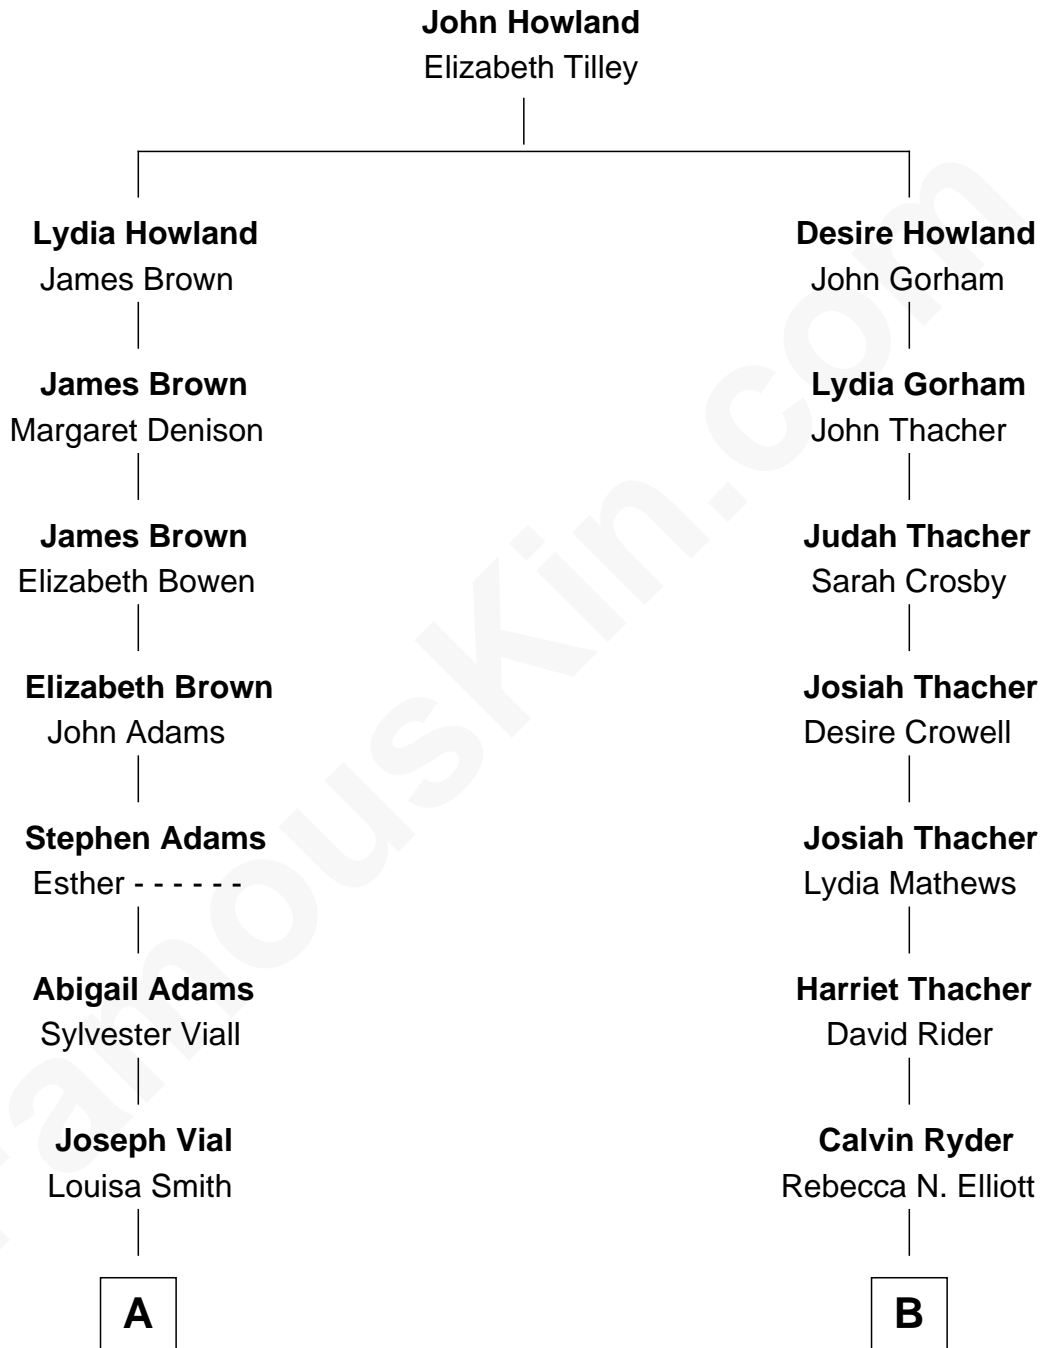 John Howland
Elizabeth Tilley
Lydia Howland
James Brown
Desire Howland
John Gorham
James Brown
Margaret Denison
Lydia Gorham
John Thacher
James Brown
Elizabeth Bowen
Judah Thacher
Sarah Crosby
Elizabeth Brown
John Adams
Josiah Thacher
Desire Crowell
Stephen Adams
Esther - - - - - -
Josiah Thacher
Lydia Mathews
Abigail Adams
Sylvester Viall
Harriet Thacher
David Rider
Joseph Vial
Louisa Smith
Calvin Ryder
Rebecca N. Elliott
A
B
FamousKin.com